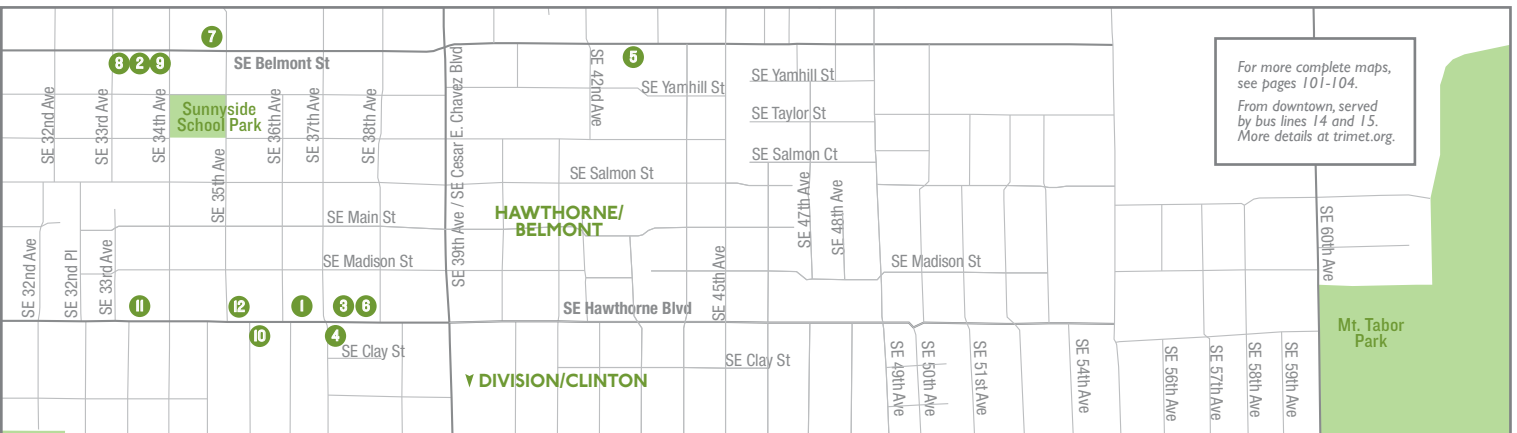 7
8 2 9
SE Belmont St
5
SE 39th Ave / SE Cesar E. Chavez Blvd
SE 42nd Ave
SE Yamhill St
SE Yamhill St
SE Taylor St
SE Salmon Ct
For more complete maps,
see pages 101-104.
From downtown, served
by bus lines 14 and 15.
More details at trimet.org.
SE 32nd Ave
SE 33rd Ave
SE 34th Ave
Sunnyside
School Park
SE 35th Ave
SE 36th Ave
SE 37th Ave
SE 38th Ave
SE Salmon St
SE 47th Ave
SE 48th Ave
SE Main St
HAWTHORNE/
BELMONT
SE 60th Ave
SE 32nd Ave
SE 32nd Pl
SE 33rd Ave
SE Madison St
SE 45th Ave
SE Madison St
11
12
1
3 6
SE Hawthorne Blvd
10
4
SE Clay St
SE Clay St
DIVISION/CLINTON
SE 49th Ave
SE 50th Ave
SE 51st Ave
SE 54th Ave
SE 56th Ave
SE 57th Ave
SE 58th Ave
SE 59th Ave
Mt. Tabor
Park